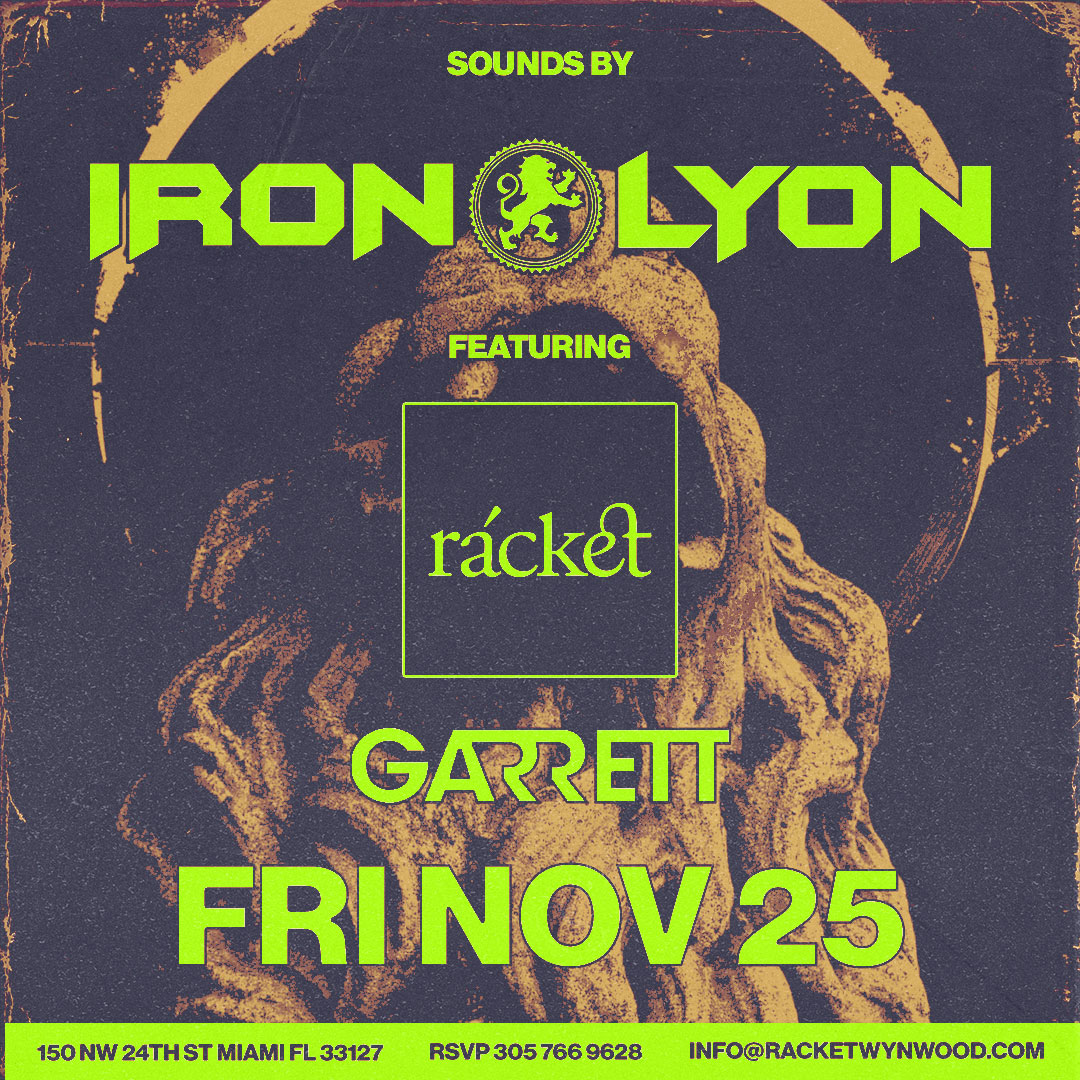 SOUNDS BY
IRON LYON
FEATURING
rácket
GARRETT
FRI NOV 25
150 NW 24TH ST MIAMI FL 33127 RSVP 305 766 9628 INFO@RACKETWYNWOOD.COM